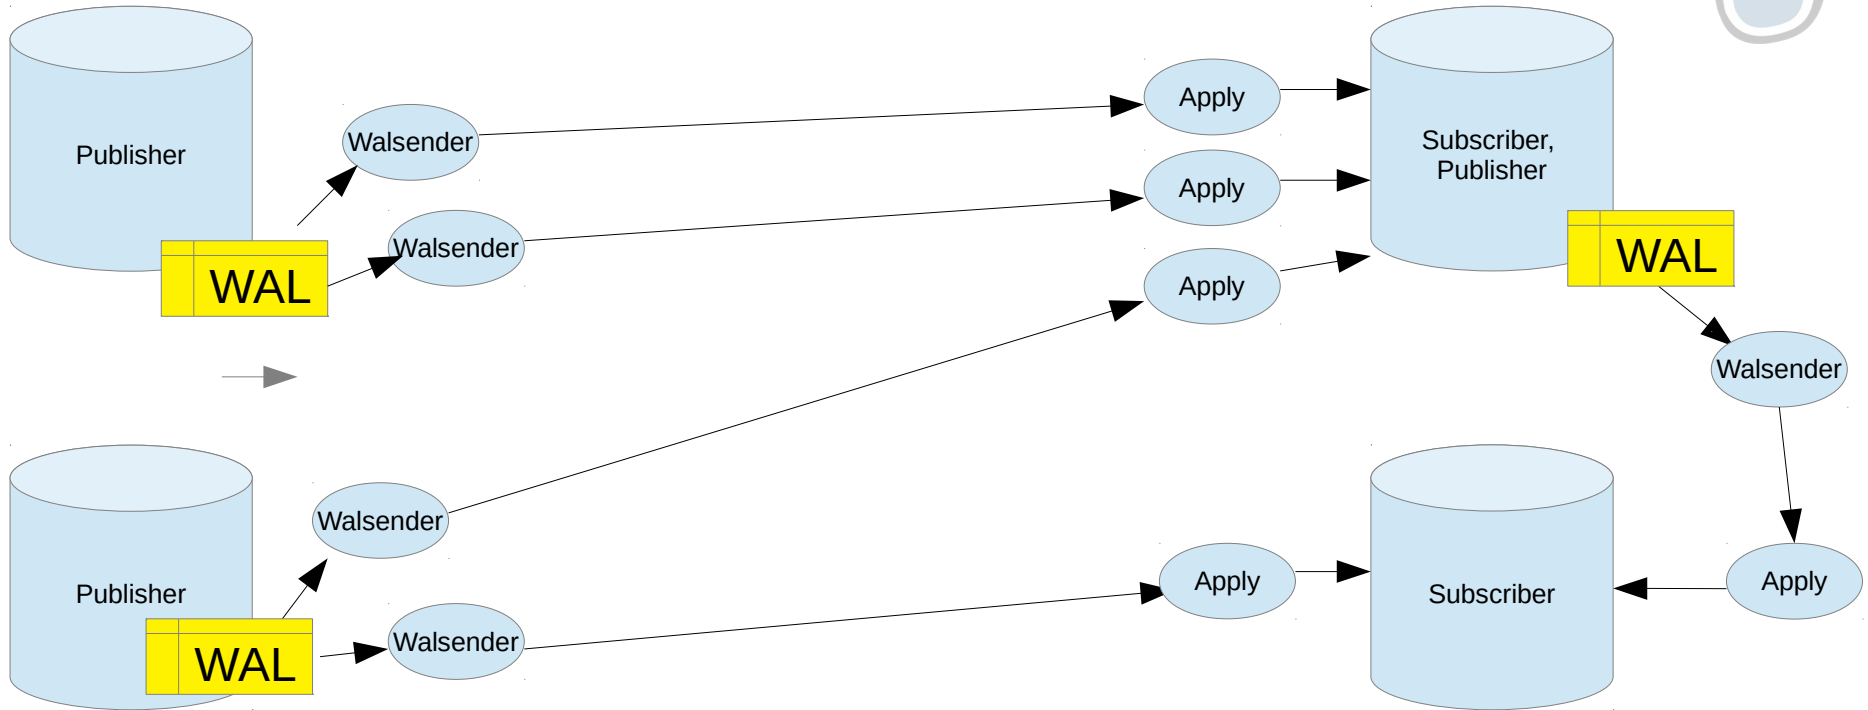 Publisher
Walsender
Walsender
WAL
Apply
Apply
Apply
Subscriber,
Publisher
WAL
Walsender
Publisher
Walsender
Walsender
WAL
Apply
Subscriber
Apply